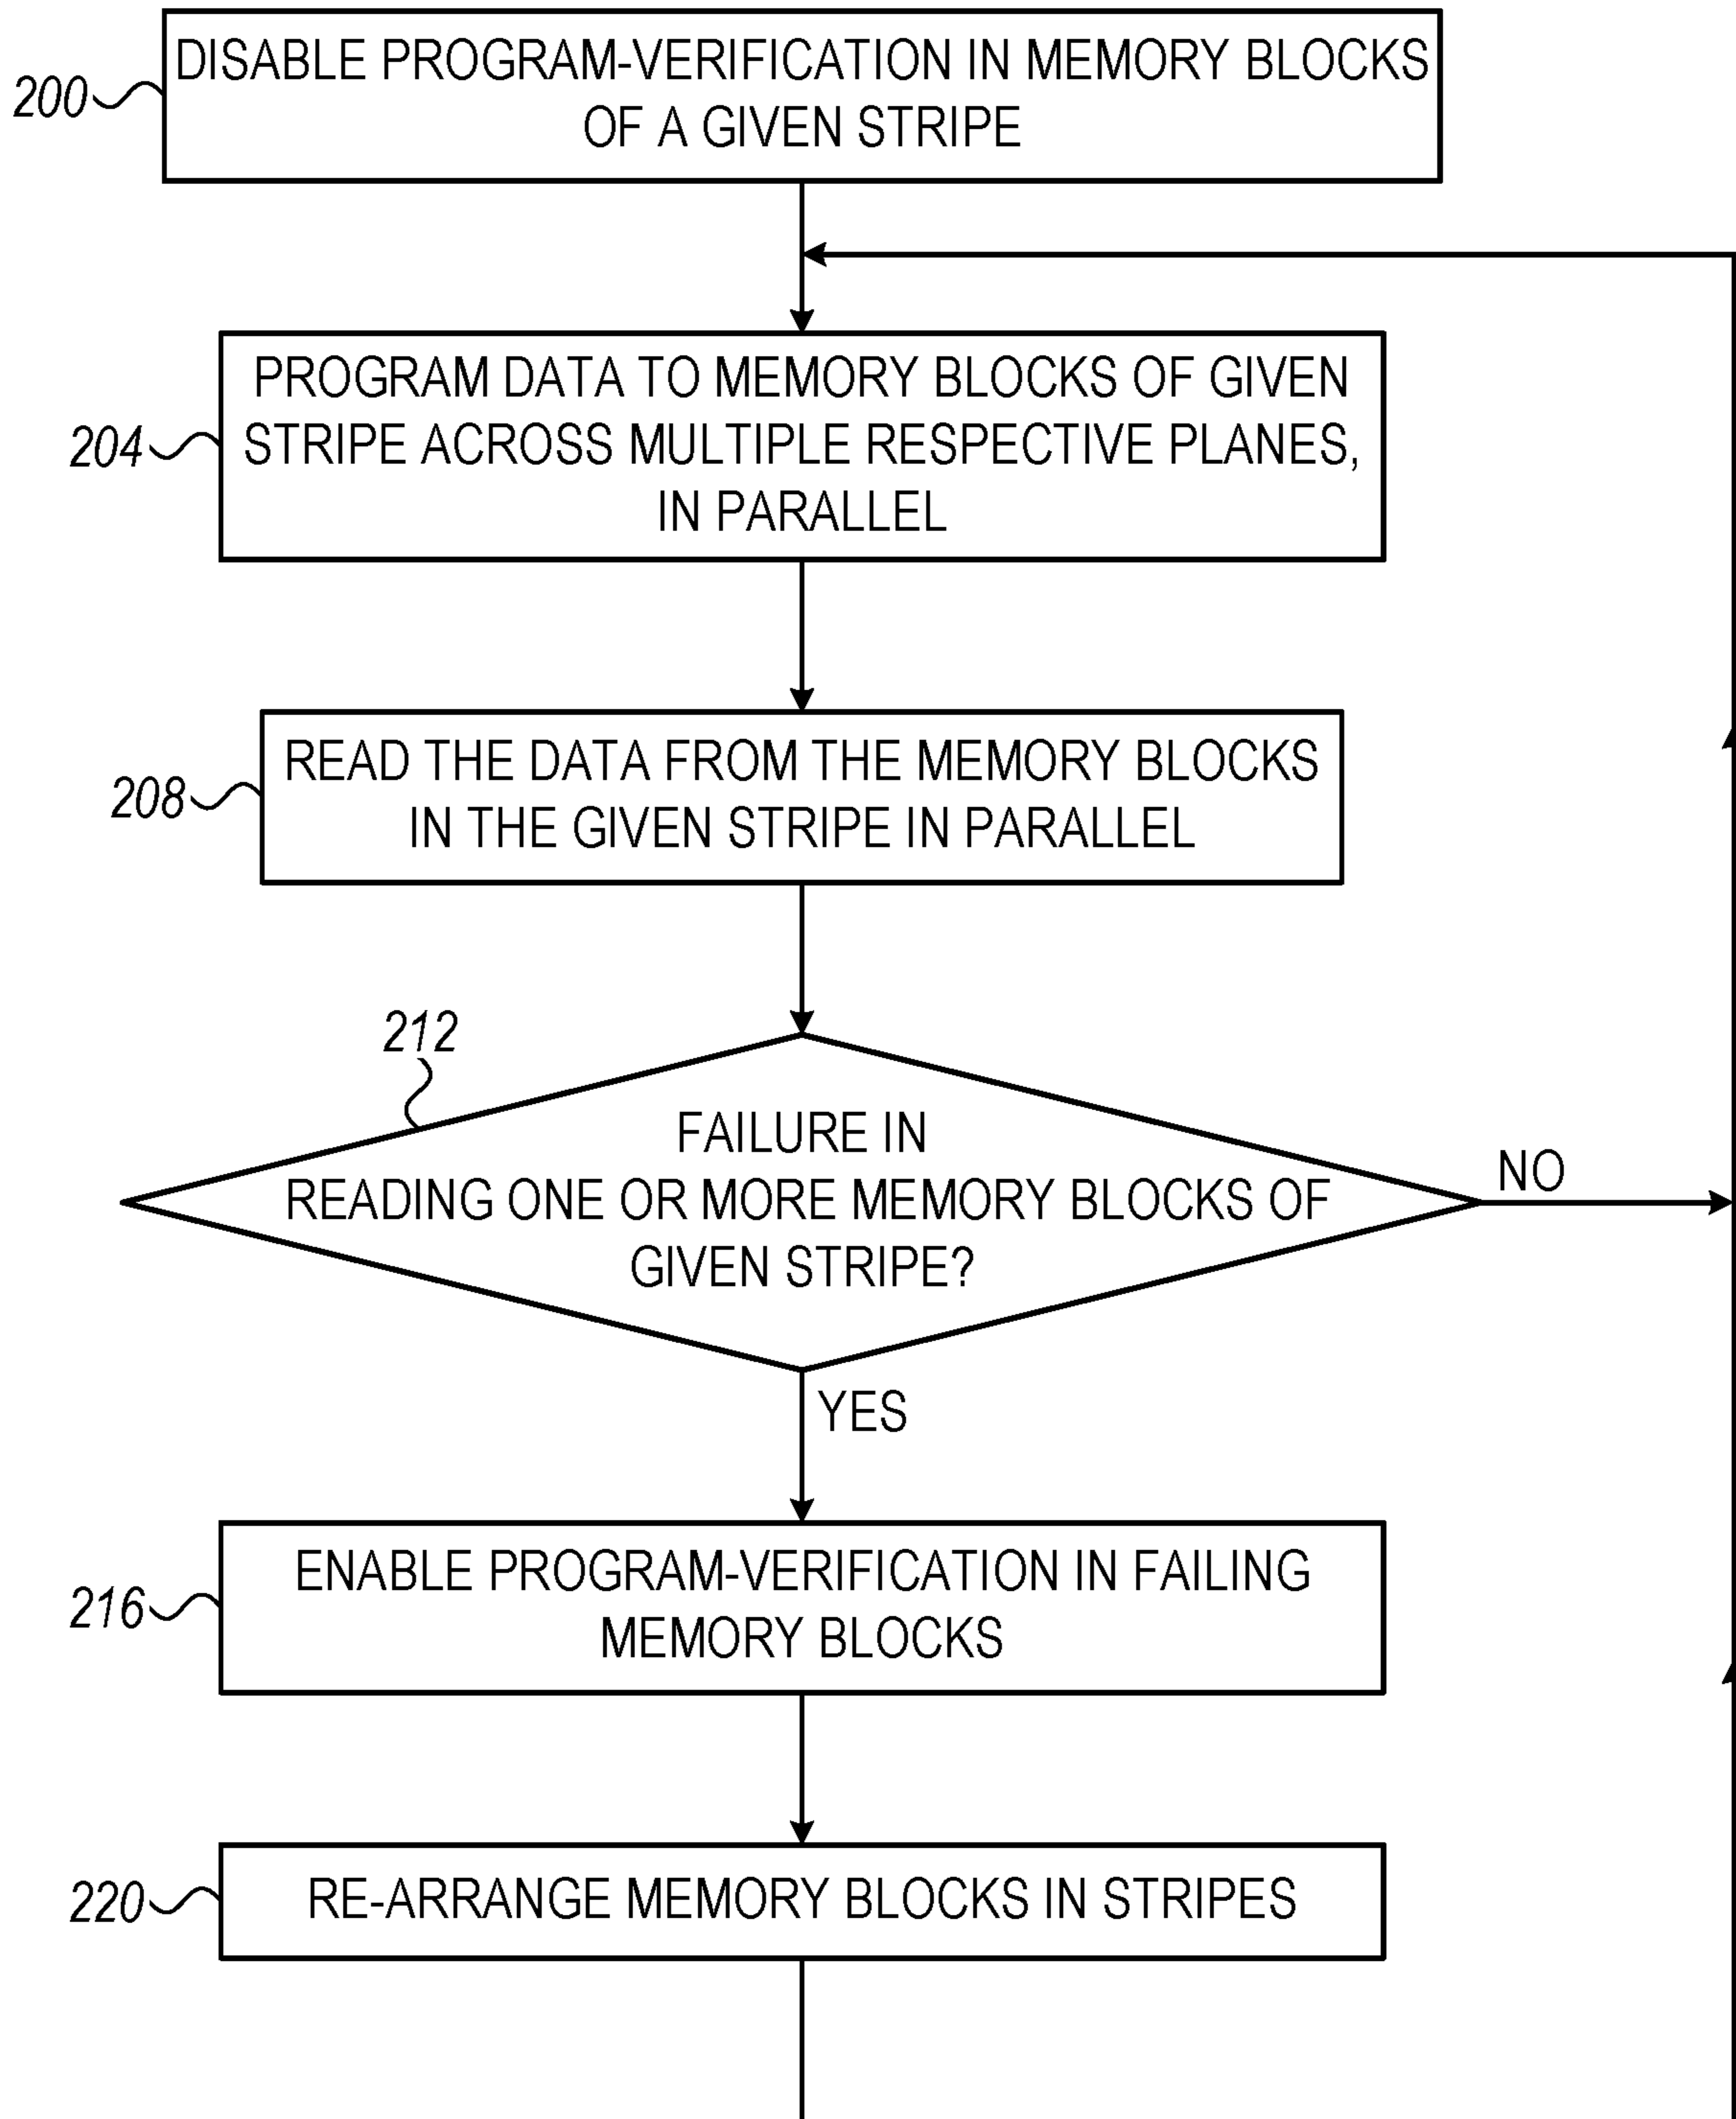 DISABLE PROGRAM-VERIFICATION IN MEMORY BLOCKS
OF A GIVEN STRIPE
200
PROGRAM DATA TO MEMORY BLOCKS OF GIVEN
STRIPE ACROSS MULTIPLE RESPECTIVE PLANES,
IN PARALLEL
204
READ THE DATA FROM THE MEMORY BLOCKS
IN THE GIVEN STRIPE IN PARALLEL
208
212
FAILURE IN
READING ONE OR MORE MEMORY BLOCKS OF
GIVEN STRIPE?
NO
YES
ENABLE PROGRAM-VERIFICATION IN FAILING
MEMORY BLOCKS
216
RE-ARRANGE MEMORY BLOCKS IN STRIPES
220